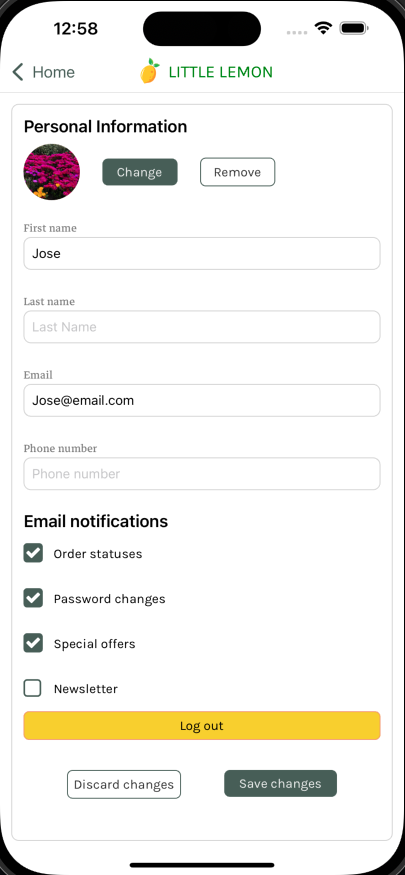 12:58
Home
LITTLE LEMON
Personal Information
Change
Remove
First name
Jose
Last name
Last Name
Email
Jose@email.com
Phone number
Phone number
Email notifications
Order statuses
Password changes
Special offers
Newsletter
Log out
Discard changes
Save changes